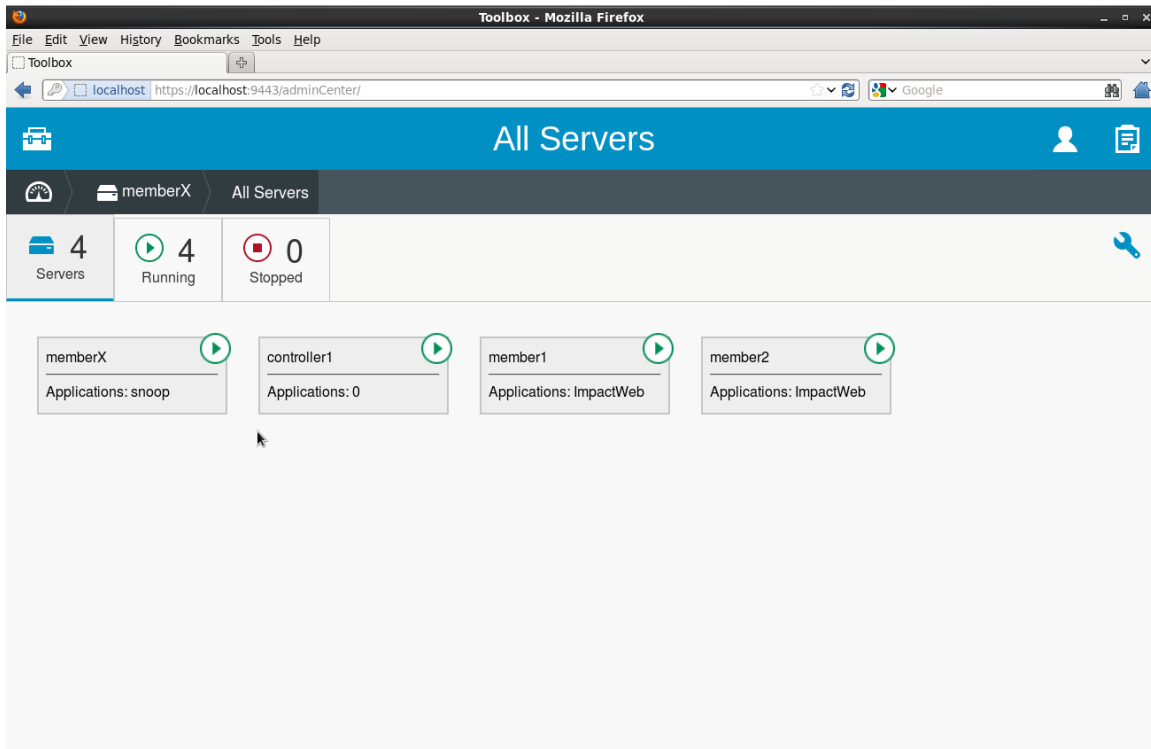 Toolbox - Mozilla Firefox
File Edit View History Bookmarks Tools Help
Toolbox
localhost https://localhost:9443/adminCenter/ Google
All Servers
memberX All Servers
4 4 0
Servers Running Stopped
memberX controller1 member1 member2
Applications: snoop Applications: 0 Applications: ImpactWeb Applications: ImpactWeb